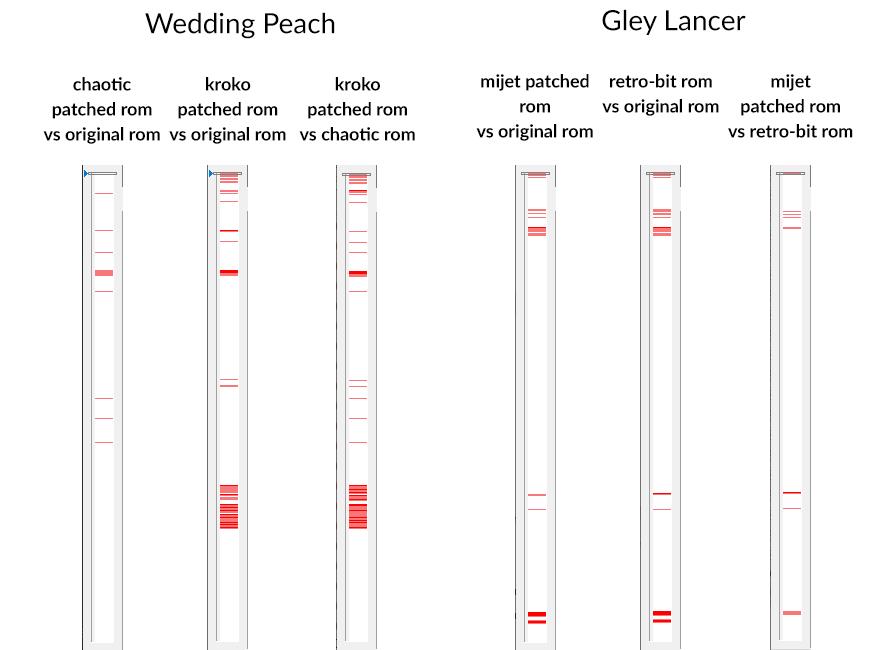 Wedding Peach
chaotic
patched rom
vs original rom
kroko
patched rom
vs original rom
kroko
patched rom
vs chaotic rom
Gley Lancer
mijet patched
rom
vs original rom
retro-bit rom
vs original rom
mijet
patched rom
vs retro-bit rom